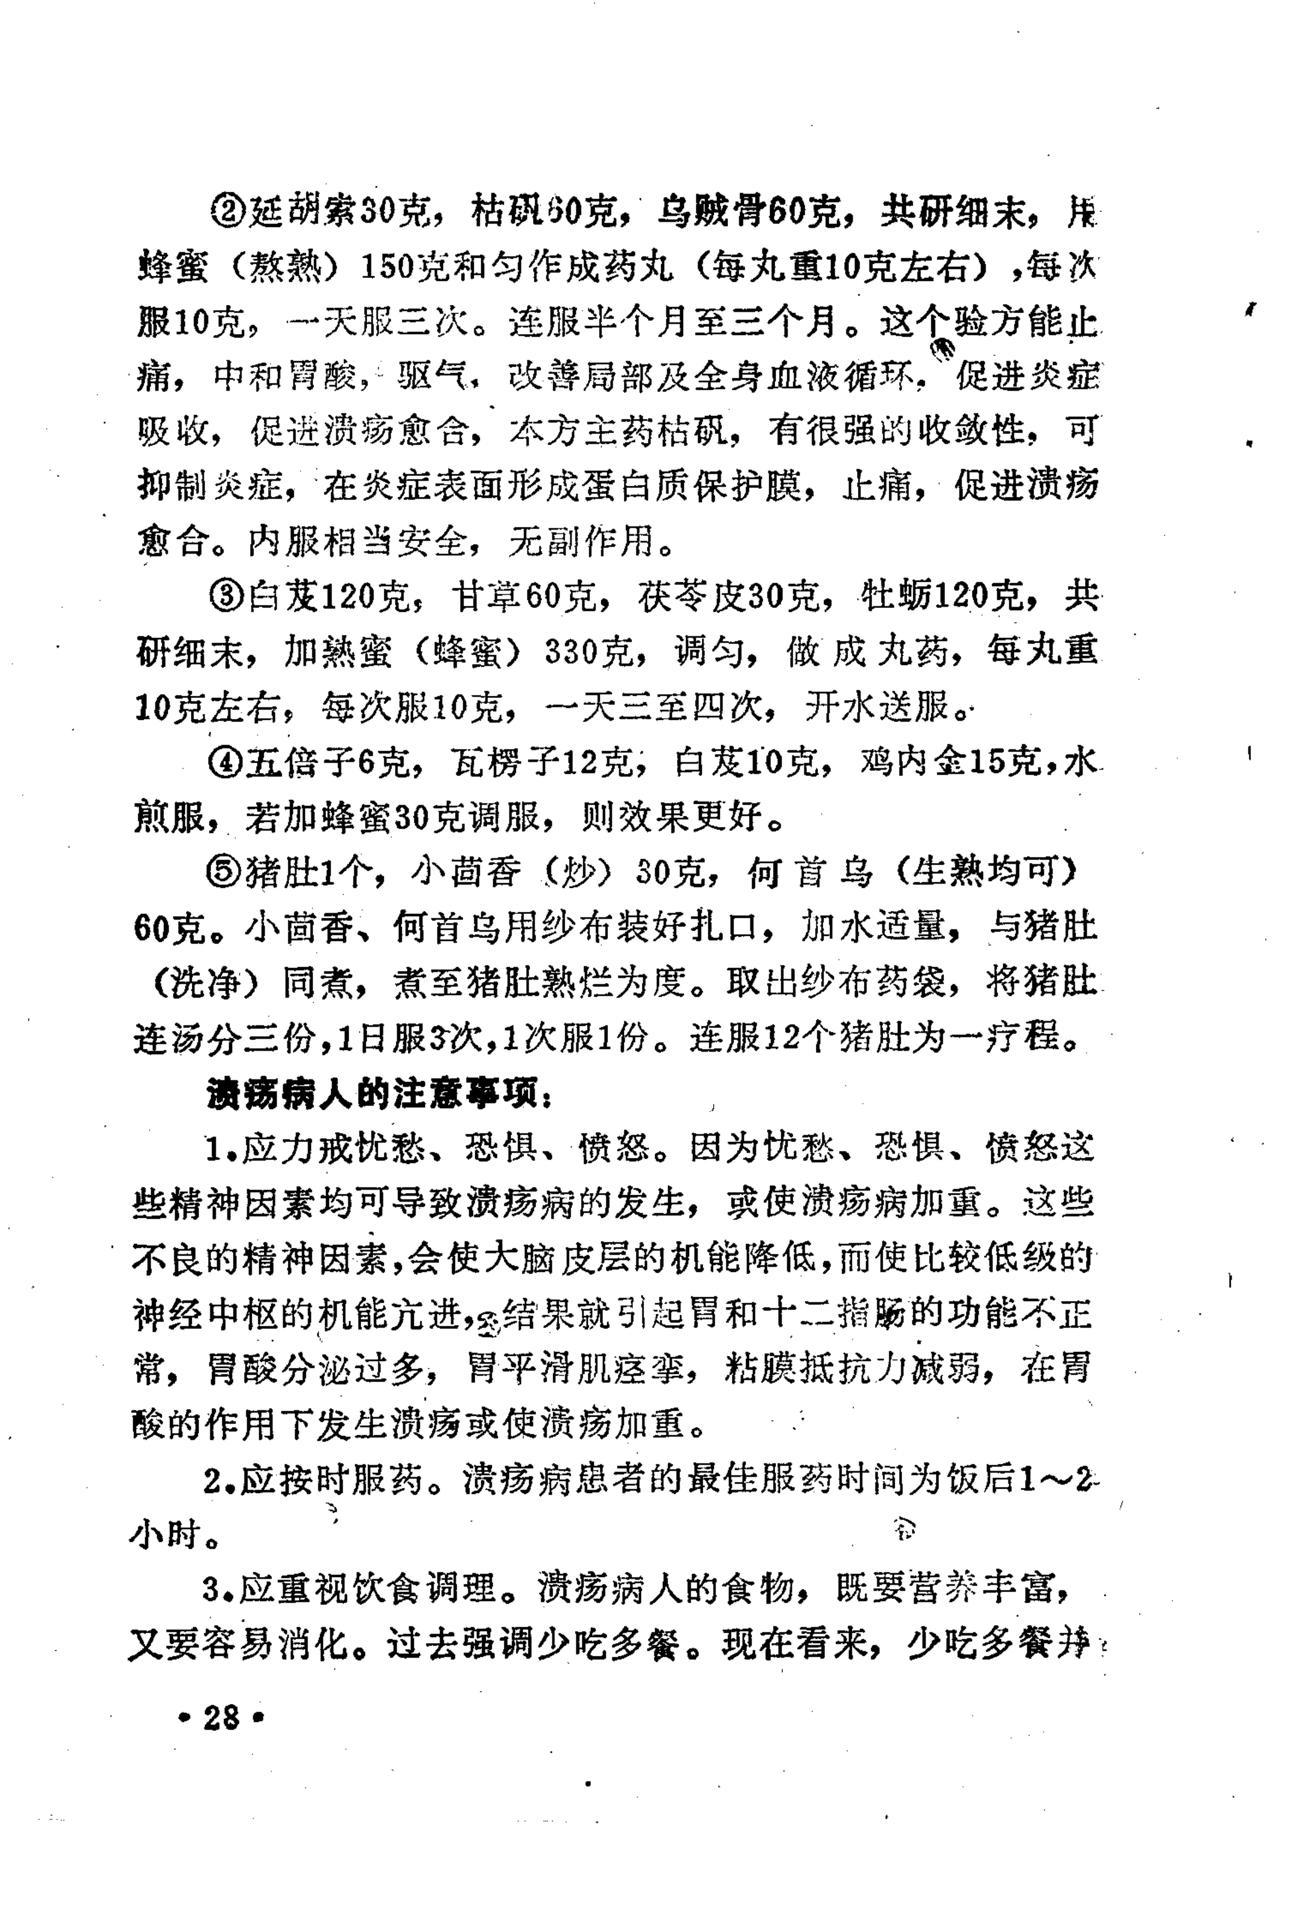 ②延胡索30克，枯矾60克，乌贼骨60克，共研细末，用
蜂蜜（熬熟）150克和匀作成药丸（每丸重10克左右），每次
服10克，一天服三次。连服半个月至三个月。这个验方能止
痛，中和胃酸，驱气，改善局部及全身血液循环，促进炎症
吸收，促进溃疡愈合，本方主药枯矾，有很强的收敛性，可
抑制炎症，在炎症表面形成蛋白质保护膜，止痛，促进溃疡
愈合。内服相当安全，无副作用。
③白芨120克，甘草60克，茯苓皮30克，牡蛎120克，共
研细末，加熟蜜（蜂蜜）330克，调匀，做成丸药，每丸重
10克左右，每次服10克，一天三至四次，开水送服。
④五倍子6克，瓦楞子12克，白芨10克，鸡内金15克，水
煎服，若加蜂蜜30克调服，则效果更好。
⑤猪肚1个，小茴香（炒）30克，何首乌（生熟均可）
60克。小茴香、何首乌用纱布装好扎口，加水适量，与猪肚
（洗净）同煮，煮至猪肚熟烂为度。取出纱布药袋，将猪肚
连汤分三份，1日服3次，1次服1份。连服12个猪肚为一疗程。
溃疡病人的注意事项：
1.应力戒忧愁、恐惧、愤怒。因为忧愁、恐惧、愤怒这
些精神因素均可导致溃疡病的发生，或使溃疡病加重。这些
不良的精神因素，会使大脑皮层的机能降低，而使比较低级的
神经中枢的机能亢进，结果就引起胃和十二指肠的功能不正
常，胃酸分泌过多，胃平滑肌痉挛，粘膜抵抗力减弱，在胃
酸的作用下发生溃疡或使溃疡加重。
2.应按时服药。溃疡病患者的最佳服药时间为饭后1～2
小时。
3.应重视饮食调理。溃疡病人的食物，既要营养丰富，
又要容易消化。过去强调少吃多餐。现在看来，少吃多餐并
·28·